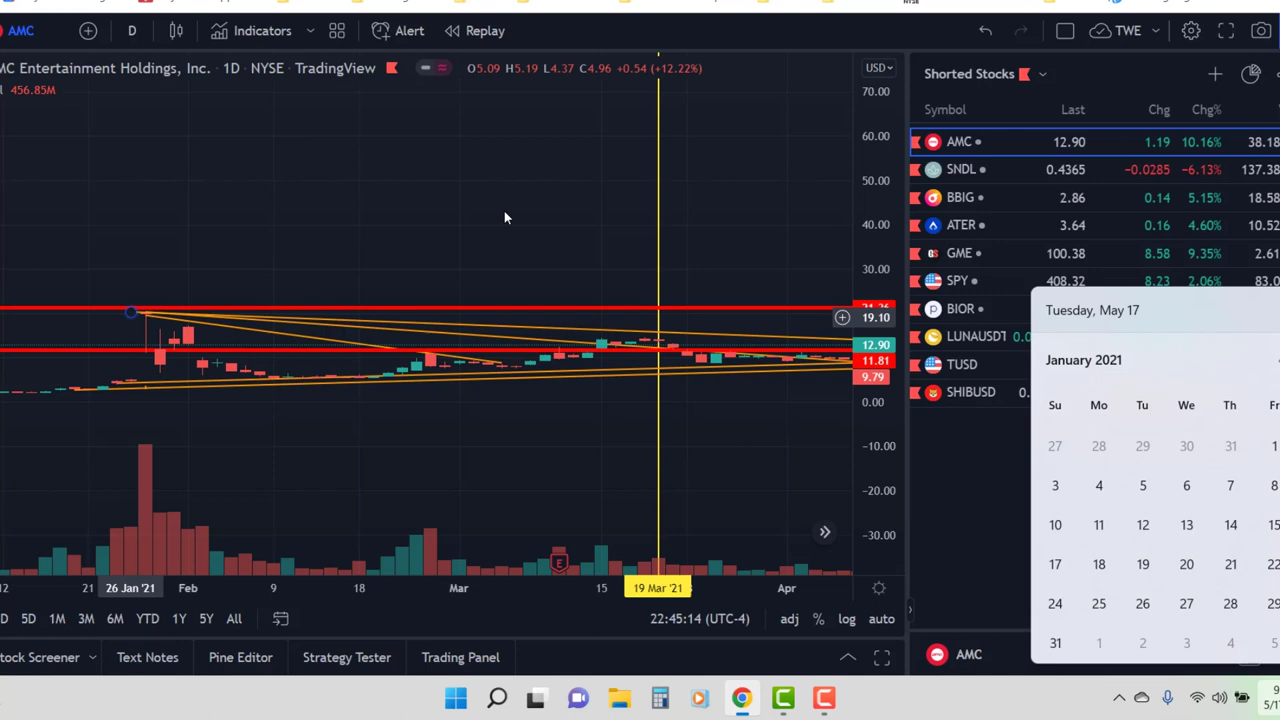 AMC D Indicators Alert Replay TWE
MC Entertainment Holdings, Inc. · 1D · NYSE · TradingView O5.09 H5.19 L4.37 C4.96 +0.54 (+12.22%) USD
456.85M
70.00
60.00
50.00
40.00
30.00
19.10
12.90
11.81
9.79
0.00
−10.00
−20.00
−30.00
E
12 21 26 Jan '21 Feb 9 18 Mar 15 19 Mar '21 Apr
D 5D 1M 3M 6M YTD 1Y 5Y All 22:45:14 (UTC-4) adj % log auto
tock Screener Text Notes Pine Editor Strategy Tester Trading Panel
Shorted Stocks
Symbol Last Chg Chg%
AMC 12.90 1.19 10.16% 38.18
SNDL 0.4365 −0.0285 −6.13% 137.38
BBIG 2.86 0.14 5.15% 18.58
ATER 3.64 0.16 4.60% 10.52
GME 100.38 8.58 9.35% 2.61
SPY 408.32 8.23 2.06% 83.
BIOR
LUNAUSDT 0.0
TUSD
SHIBUSD 0.
AMC
Tuesday, May 17
January 2021
Su Mo Tu We Th Fr
27 28 29 30 31 1
3 4 5 6 7 8
10 11 12 13 14 15
17 18 19 20 21 22
24 25 26 27 28 29
31 1 2 3 4 5
9
5/1